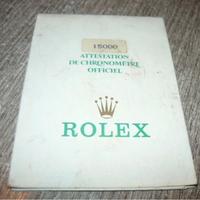 15000
ATTESTATION
DE CHRONOMETRE
OFFICIEL
ROLEX